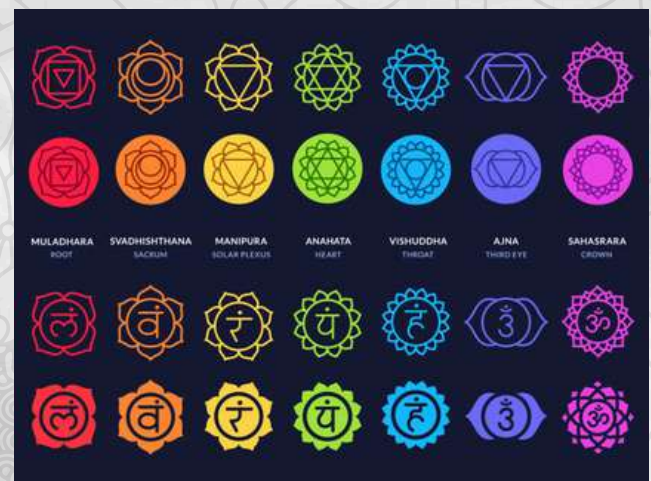 MULADHARA SVADHISHTHANA MANIPURA ANAHATA VISHUDDHA AJNA SAHASRARA
ROOT SACRUM SOLAR PLEXUS HEART THROAT THIRD EYE CROWN
लं वं रं यं हं ॐ
लं वं रं यं हं ॐ